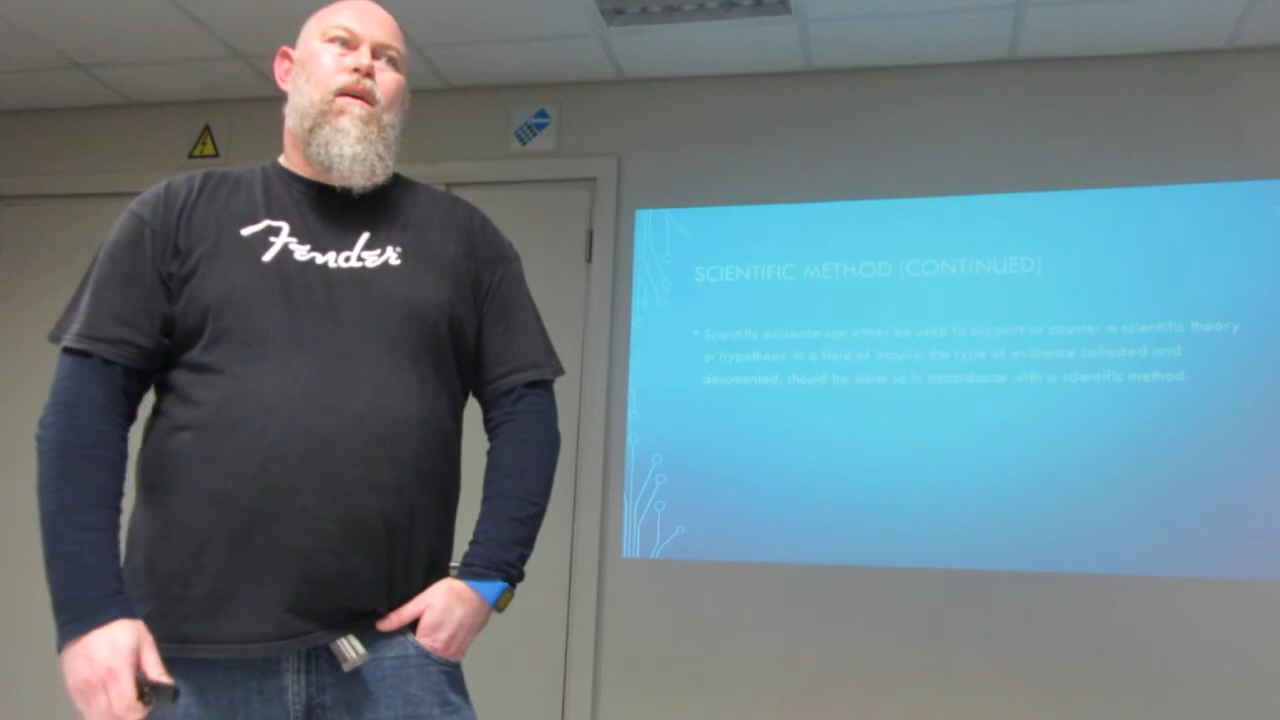 Fender
SCIENTIFIC METHOD (CONTINUED)
• Scientific evidence can either be used to support or counter a scientific theory
or hypothesis. In a field of inquiry, the type of evidence collected and
documented, should be done so in accordance with a scientific method.